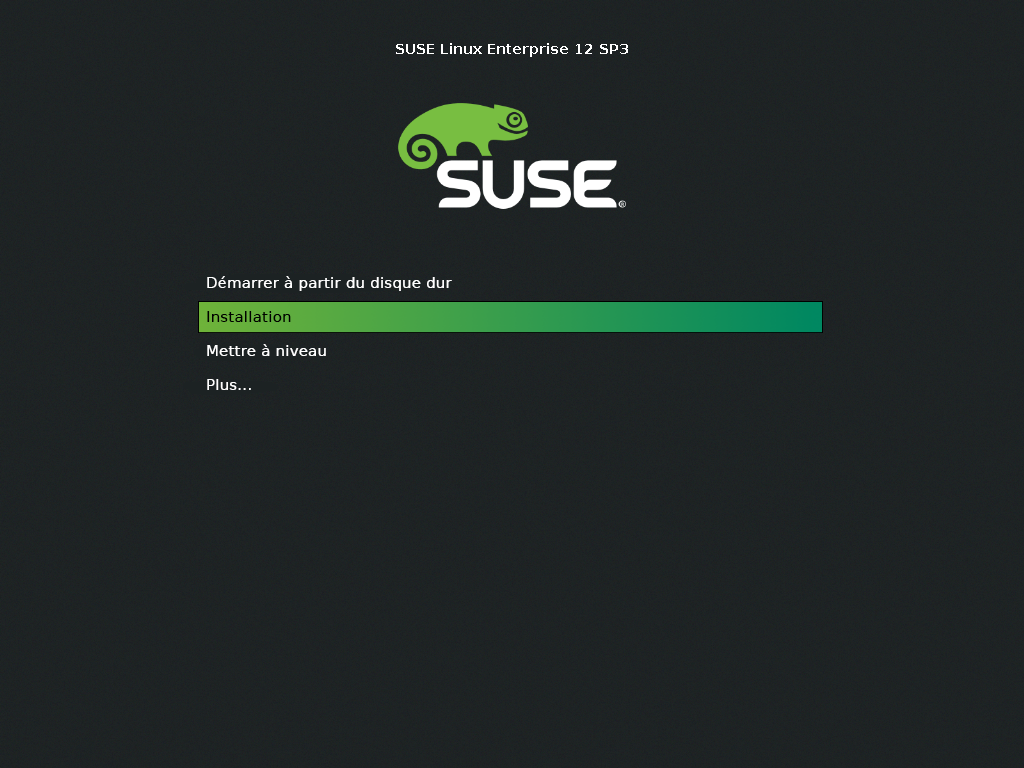 SUSE Linux Enterprise 12 SP3
SUSE®
Démarrer à partir du disque dur
Installation
Mettre à niveau
Plus...